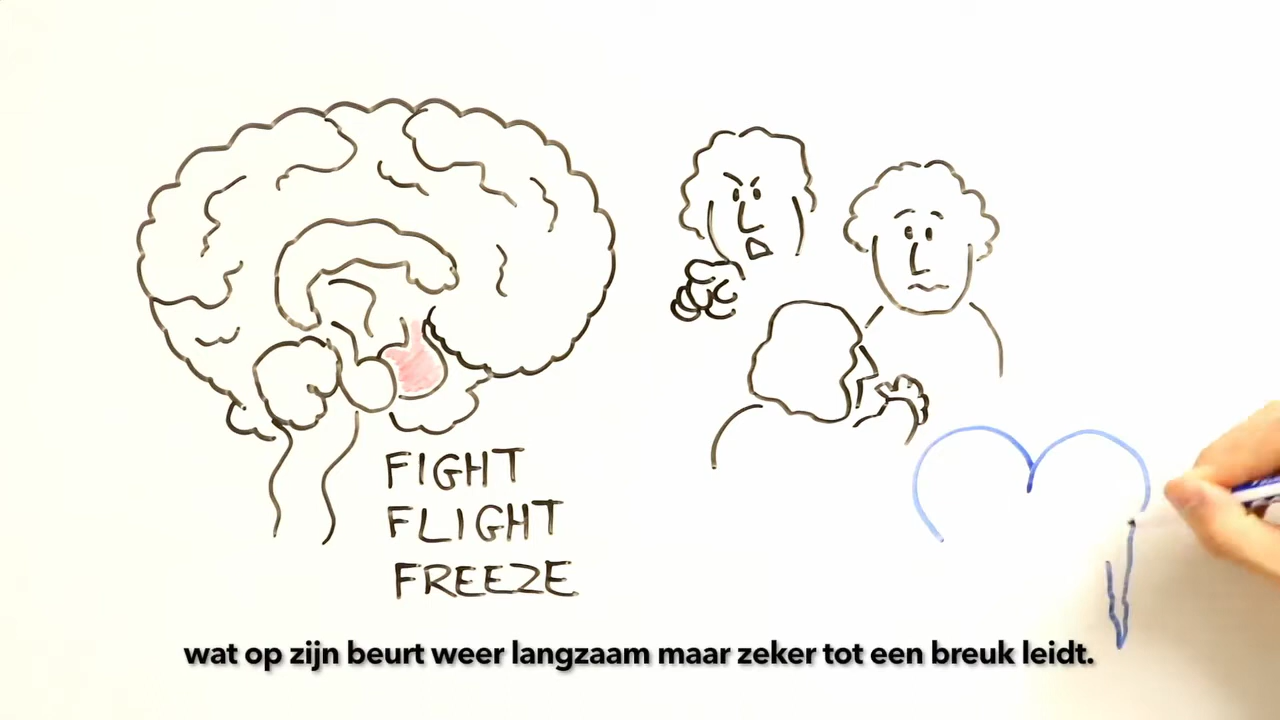 FIGHT
FLIGHT
FREEZE
wat op zijn beurt weer langzaam maar zeker tot een breuk leidt.